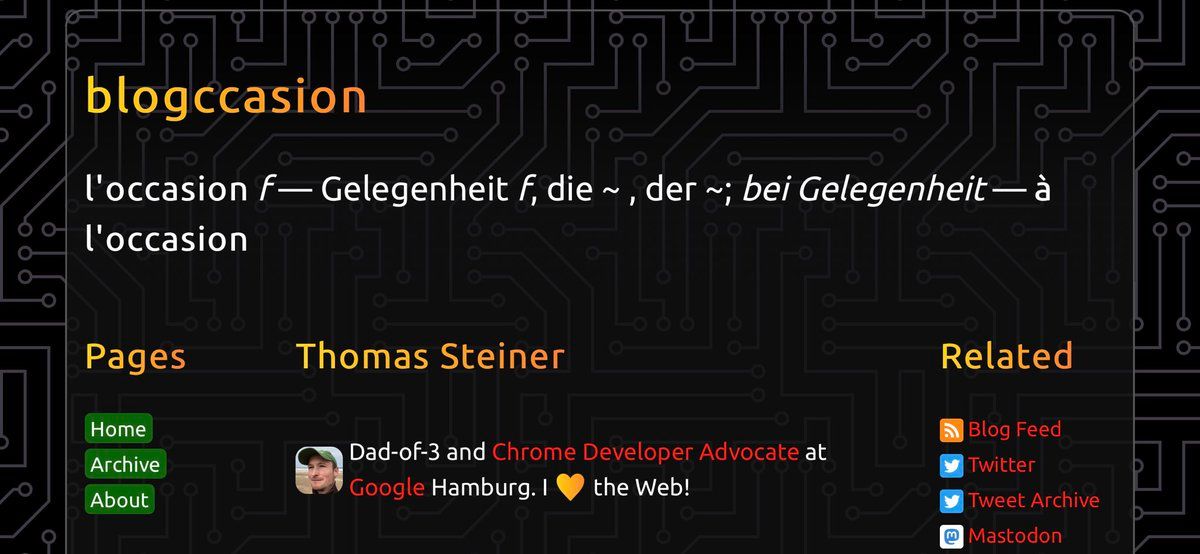 blogccasion
l'occasion f — Gelegenheit f, die ~ , der ~; bei Gelegenheit — à
l'occasion
Pages
Home
Archive
About
Thomas Steiner
Dad-of-3 and Chrome Developer Advocate at
Google Hamburg. I 🧡 the Web!
Related
Blog Feed
Twitter
Tweet Archive
Mastodon